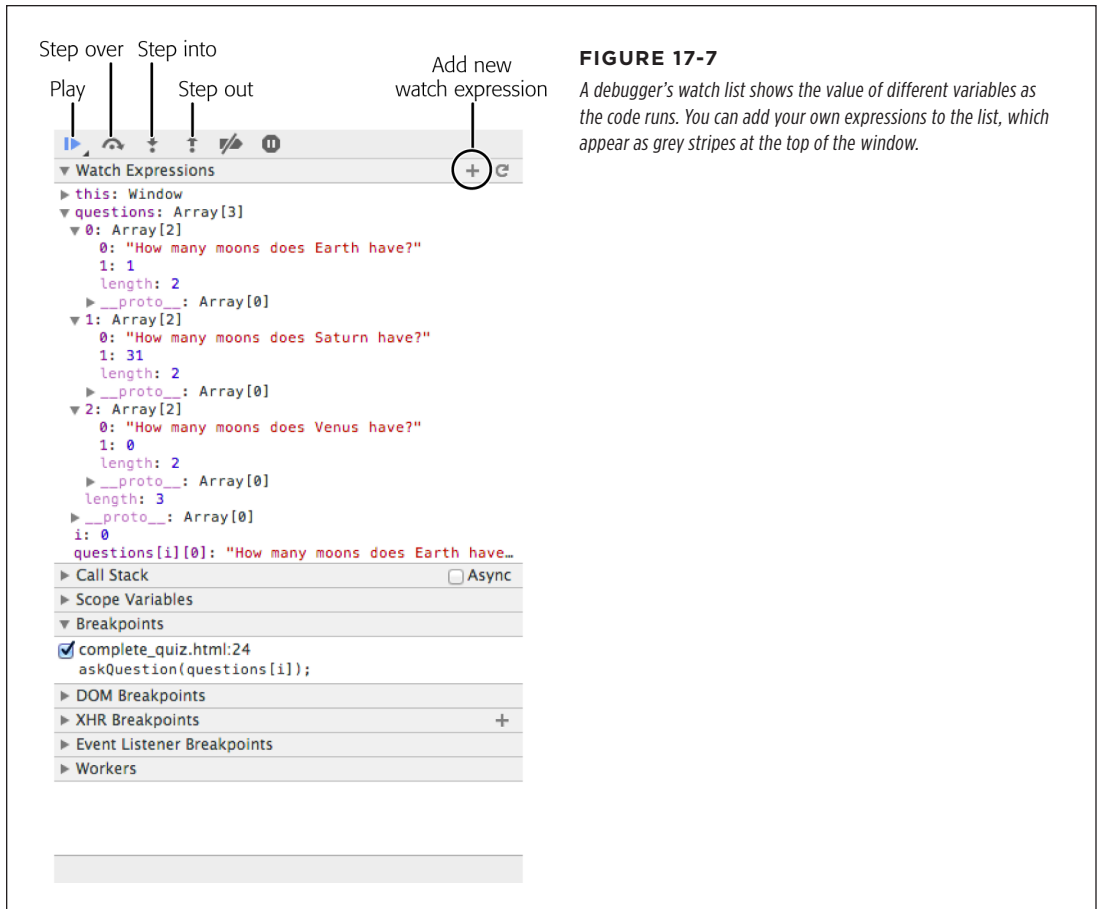 Step over Step into
Play
Step out
Add new
watch expression
FIGURE 17-7
A debugger’s watch list shows the value of different variables as
the code runs. You can add your own expressions to the list, which
appear as grey stripes at the top of the window.
Watch Expressions
this: Window
questions: Array[3]
0: Array[2]
0: "How many moons does Earth have?"
1: 1
length: 2
__proto__: Array[0]
1: Array[2]
0: "How many moons does Saturn have?"
1: 31
length: 2
__proto__: Array[0]
2: Array[2]
0: "How many moons does Venus have?"
1: 0
length: 2
__proto__: Array[0]
length: 3
__proto__: Array[0]
i: 0
questions[i][0]: "How many moons does Earth have…
Call Stack Async
Scope Variables
Breakpoints
complete_quiz.html:24
askQuestion(questions[i]);
DOM Breakpoints
XHR Breakpoints
Event Listener Breakpoints
Workers